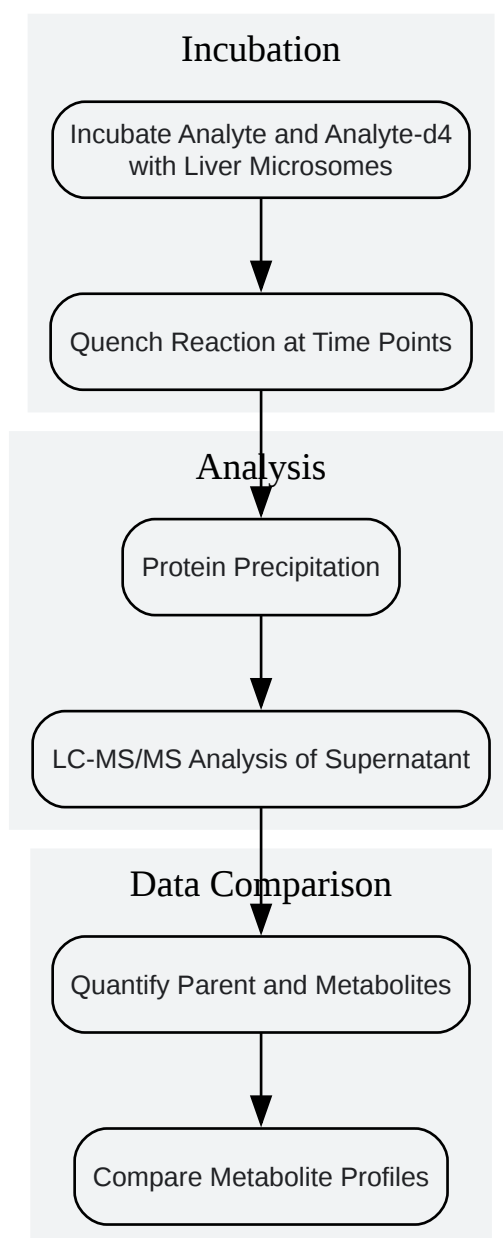 Incubation
Incubate Analyte and Analyte-d4
with Liver Microsomes
Quench Reaction at Time Points
Analysis
Protein Precipitation
LC-MS/MS Analysis of Supernatant
Data Comparison
Quantify Parent and Metabolites
Compare Metabolite Profiles